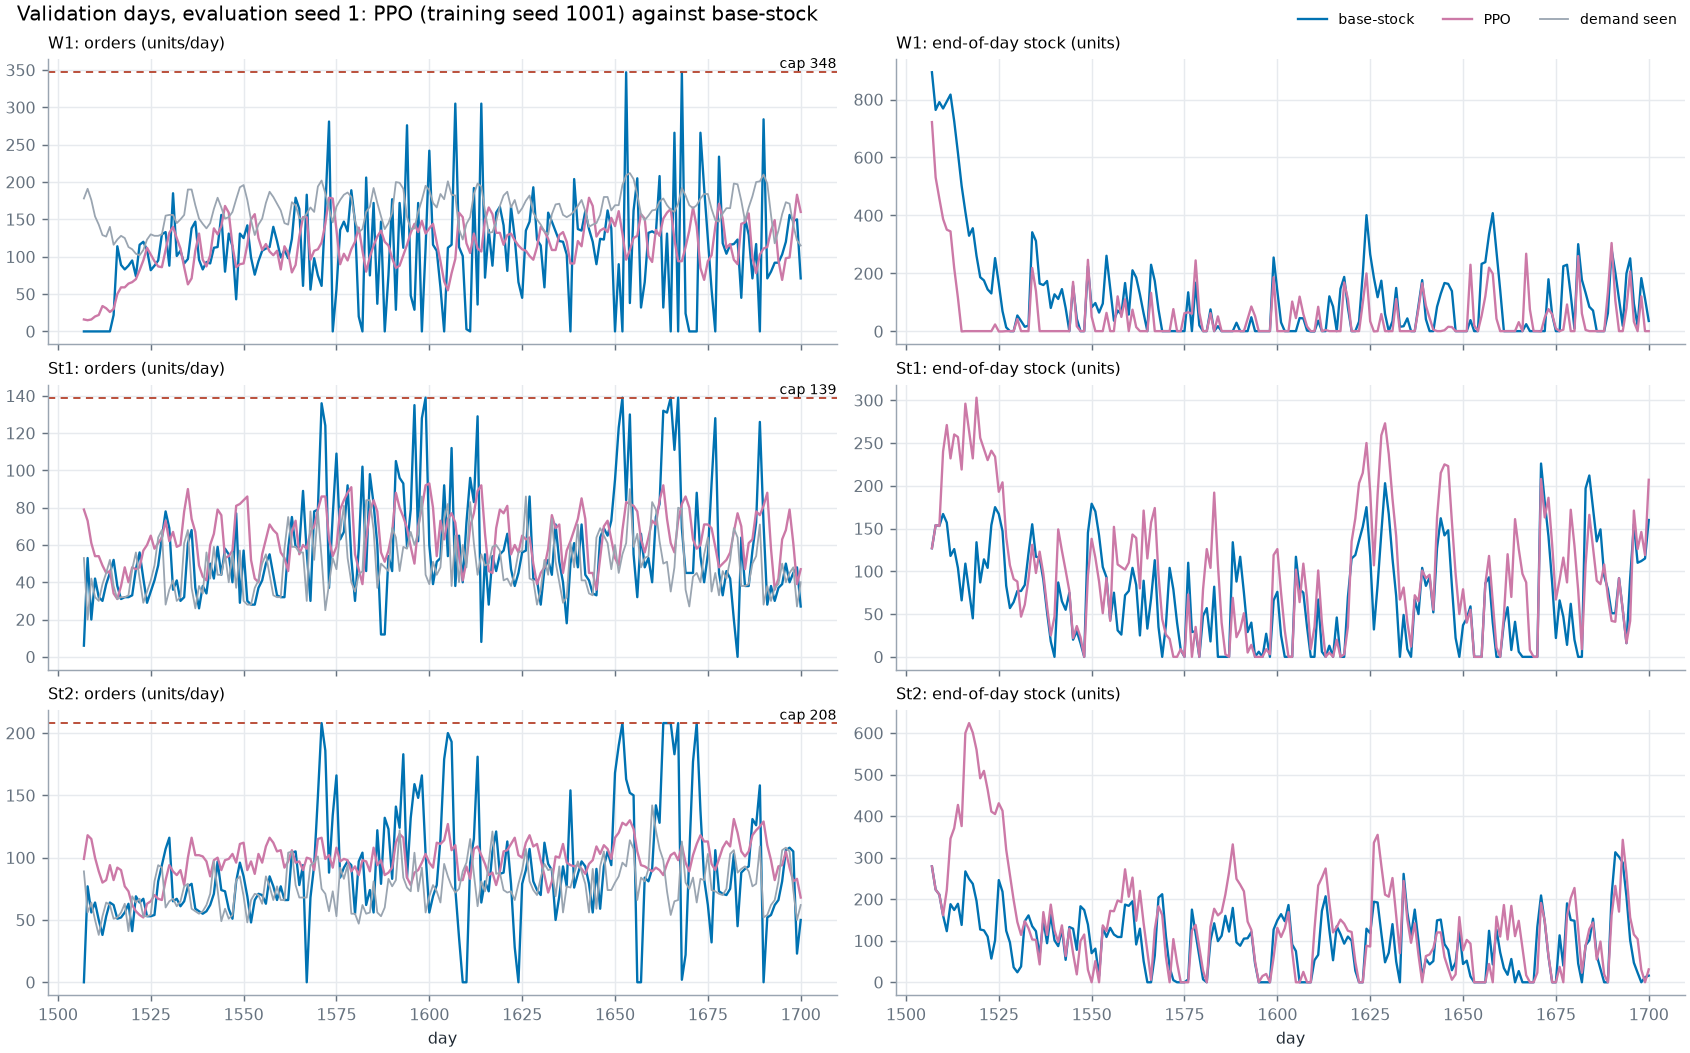 Validation days, evaluation seed 1: PPO (training seed 1001) against base-stock
base-stock PPO demand seen
W1: orders (units/day)
cap 348
350
300
250
200
150
100
50
0
W1: end-of-day stock (units)
800
600
400
200
0
St1: orders (units/day)
cap 139
140
120
100
80
60
40
20
0
St1: end-of-day stock (units)
300
250
200
150
100
50
0
St2: orders (units/day)
cap 208
200
150
100
50
0
1500 1525 1550 1575 1600 1625 1650 1675 1700
day
St2: end-of-day stock (units)
600
500
400
300
200
100
0
1500 1525 1550 1575 1600 1625 1650 1675 1700
day